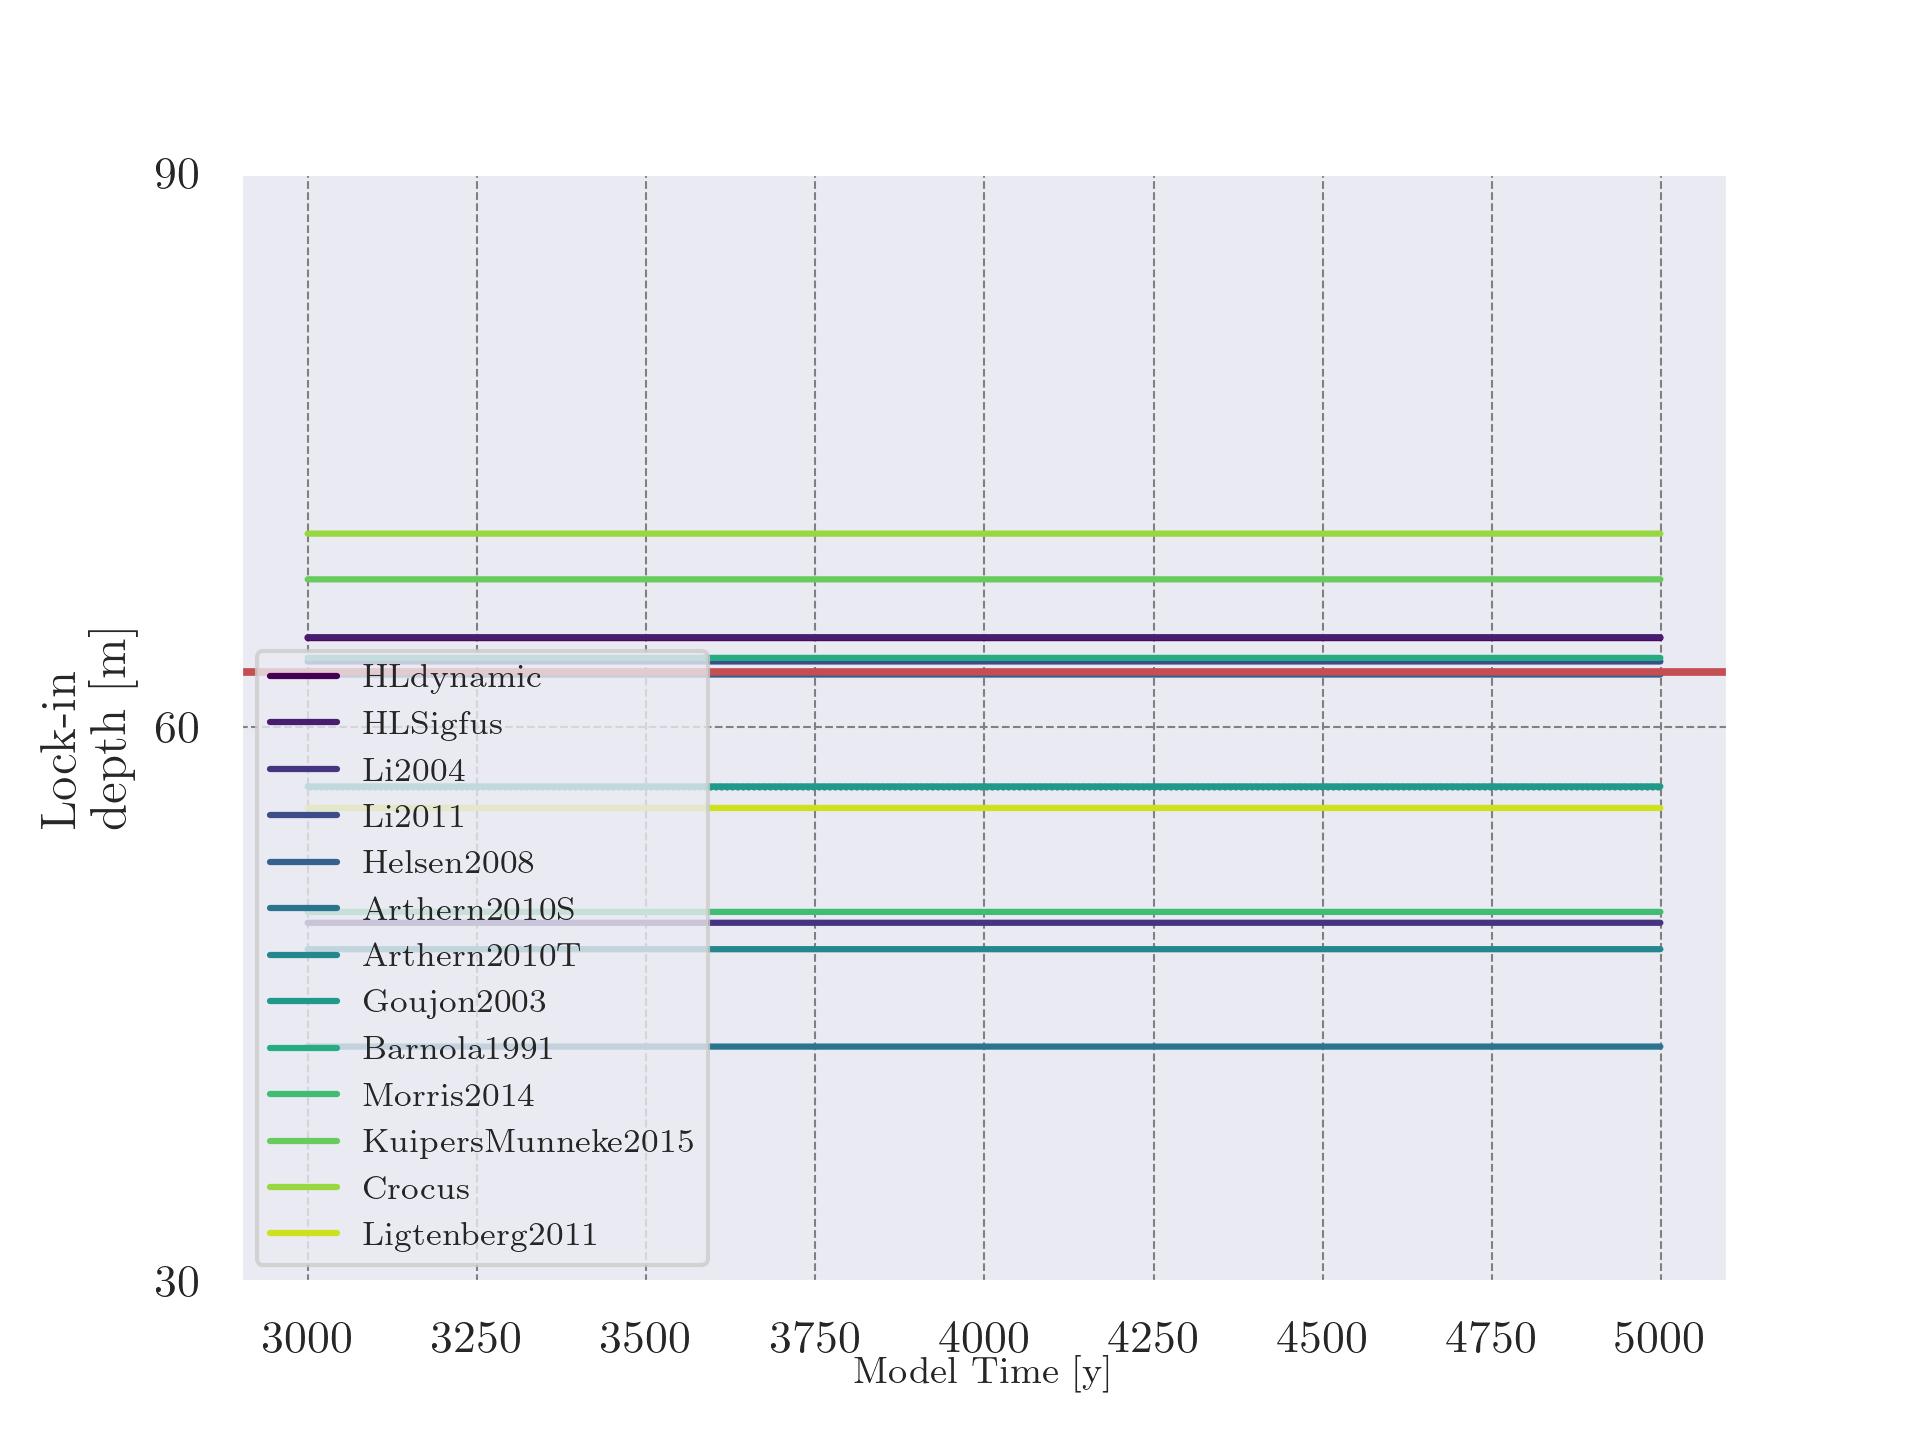 90
60
30
Lock-in
depth [m]
HLdynamic
HLSigfus
Li2004
Li2011
Helsen2008
Arthern2010S
Arthern2010T
Goujon2003
Barnola1991
Morris2014
KuipersMunneke2015
Crocus
Ligtenberg2011
3000 3250 3500 3750 4000 4250 4500 4750 5000
Model Time [y]